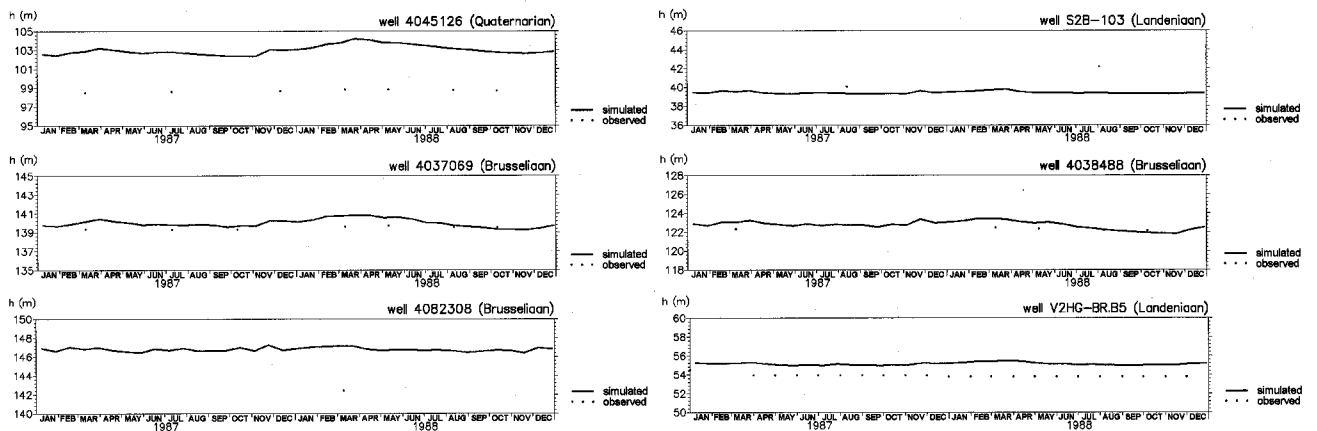 h (m)
well 4045126 (Quaternarian)
105
103
101
99
97
95
JAN FEB MAR APR MAY JUN JUL AUG SEP OCT NOV DEC JAN FEB MAR APR MAY JUN JUL AUG SEP OCT NOV DEC
1987 1988
simulated
observed
h (m)
well S2B-103 (Landeniaan)
46
44
42
40
38
36
JAN FEB MAR APR MAY JUN JUL AUG SEP OCT NOV DEC JAN FEB MAR APR MAY JUN JUL AUG SEP OCT NOV DEC
1987 1988
simulated
observed
h (m)
well 4037069 (Brusseliaan)
145
143
141
139
137
135
JAN FEB MAR APR MAY JUN JUL AUG SEP OCT NOV DEC JAN FEB MAR APR MAY JUN JUL AUG SEP OCT NOV DEC
1987 1988
simulated
observed
h (m)
well 4038488 (Brusseliaan)
128
126
124
122
120
118
JAN FEB MAR APR MAY JUN JUL AUG SEP OCT NOV DEC JAN FEB MAR APR MAY JUN JUL AUG SEP OCT NOV DEC
1987 1988
simulated
observed
h (m)
well 4082308 (Brusseliaan)
150
148
146
144
142
140
JAN FEB MAR APR MAY JUN JUL AUG SEP OCT NOV DEC JAN FEB MAR APR MAY JUN JUL AUG SEP OCT NOV DEC
1987 1988
simulated
observed
h (m)
well V2HG-BR.B5 (Landeniaan)
60
58
56
54
52
50
JAN FEB MAR APR MAY JUN JUL AUG SEP OCT NOV DEC JAN FEB MAR APR MAY JUN JUL AUG SEP OCT NOV DEC
1987 1988
simulated
observed